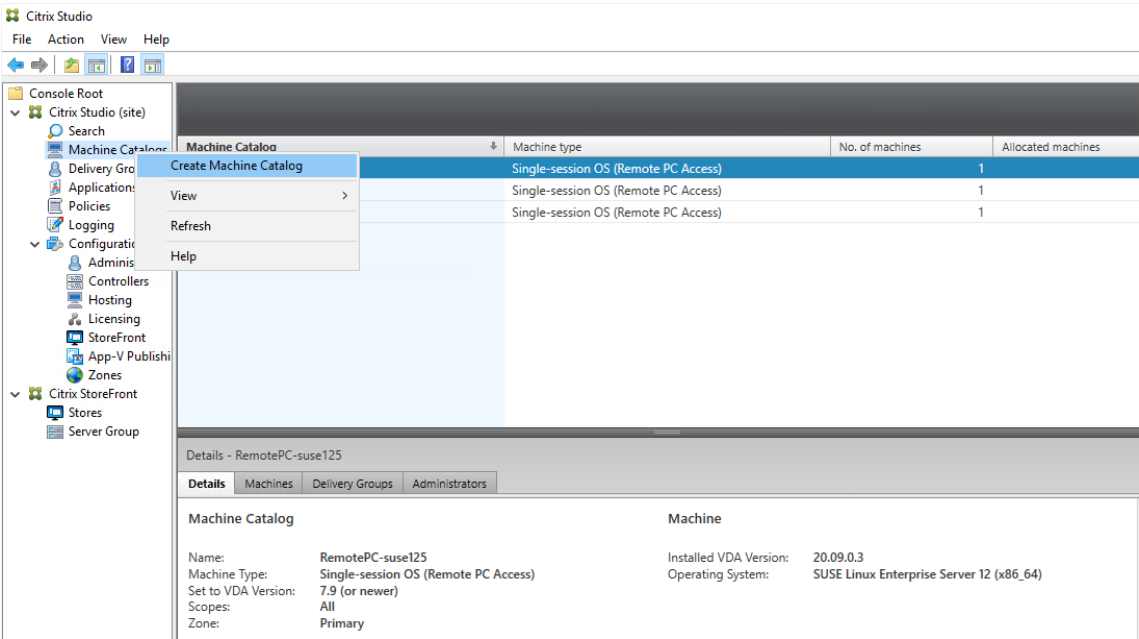 Citrix Studio
File Action View Help
Console Root
Citrix Studio (site)
Search
Machine Catalogs
Delivery Gro
Applications
Policies
Logging
Configuratio
Adminis
Controllers
Hosting
Licensing
StoreFront
App-V Publishi
Zones
Citrix StoreFront
Stores
Server Group
Create Machine Catalog
View
Refresh
Help
Machine Catalog Machine type No. of machines Allocated machines
Single-session OS (Remote PC Access) 1
Single-session OS (Remote PC Access) 1
Single-session OS (Remote PC Access) 1
Details - RemotePC-suse125
Details Machines Delivery Groups Administrators
Machine Catalog
Name: RemotePC-suse125
Machine Type: Single-session OS (Remote PC Access)
Set to VDA Version: 7.9 (or newer)
Scopes: All
Zone: Primary
Machine
Installed VDA Version: 20.09.0.3
Operating System: SUSE Linux Enterprise Server 12 (x86_64)